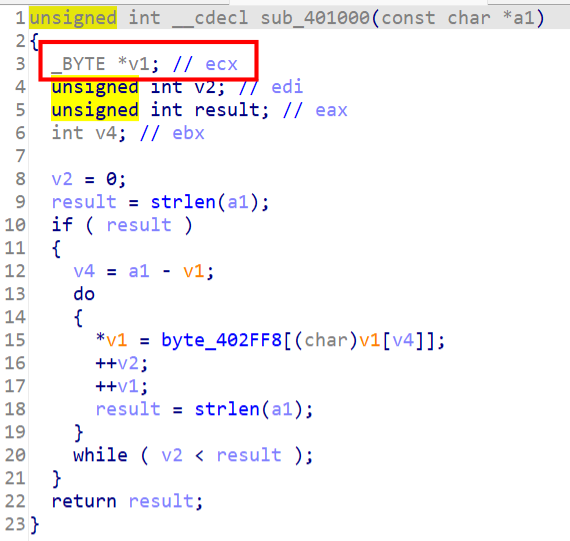 1 unsigned int __cdecl sub_401000(const char *a1)
2 {
3   _BYTE *v1; // ecx
4   unsigned int v2; // edi
5   unsigned int result; // eax
6   int v4; // ebx
7
8   v2 = 0;
9   result = strlen(a1);
10   if ( result )
11   {
12     v4 = a1 - v1;
13     do
14     {
15       *v1 = byte_402FF8[(char)v1[v4]];
16       ++v2;
17       ++v1;
18       result = strlen(a1);
19     }
20     while ( v2 < result );
21   }
22   return result;
23 }